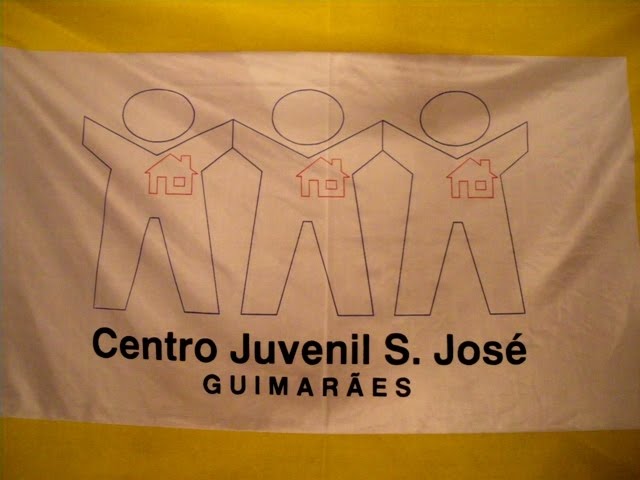 Centro Juvenil S. José
GUIMARÃES